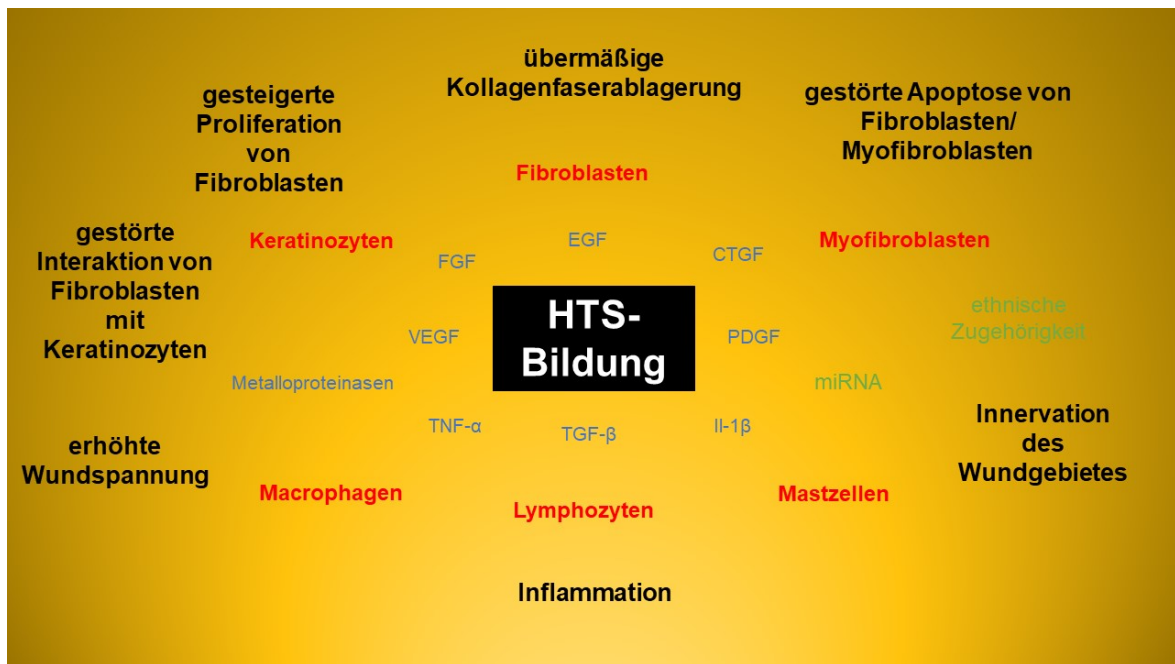 übermäßige
Kollagenfaserablagerung
gesteigerte
Proliferation
von
Fibroblasten
gestörte Apoptose von
Fibroblasten/
Myofibroblasten
Fibroblasten
gestörte
Interaktion von
Fibroblasten
mit
Keratinozyten
Keratinozyten
FGF
EGF
CTGF
Myofibroblasten
HTS-
Bildung
VEGF
PDGF
ethnische
Zugehörigkeit
Metalloproteinasen
miRNA
TNF-α
TGF-β
Il-1β
erhöhte
Wundspannung
Innervation
des
Wundgebietes
Macrophagen
Lymphozyten
Mastzellen
Inflammation